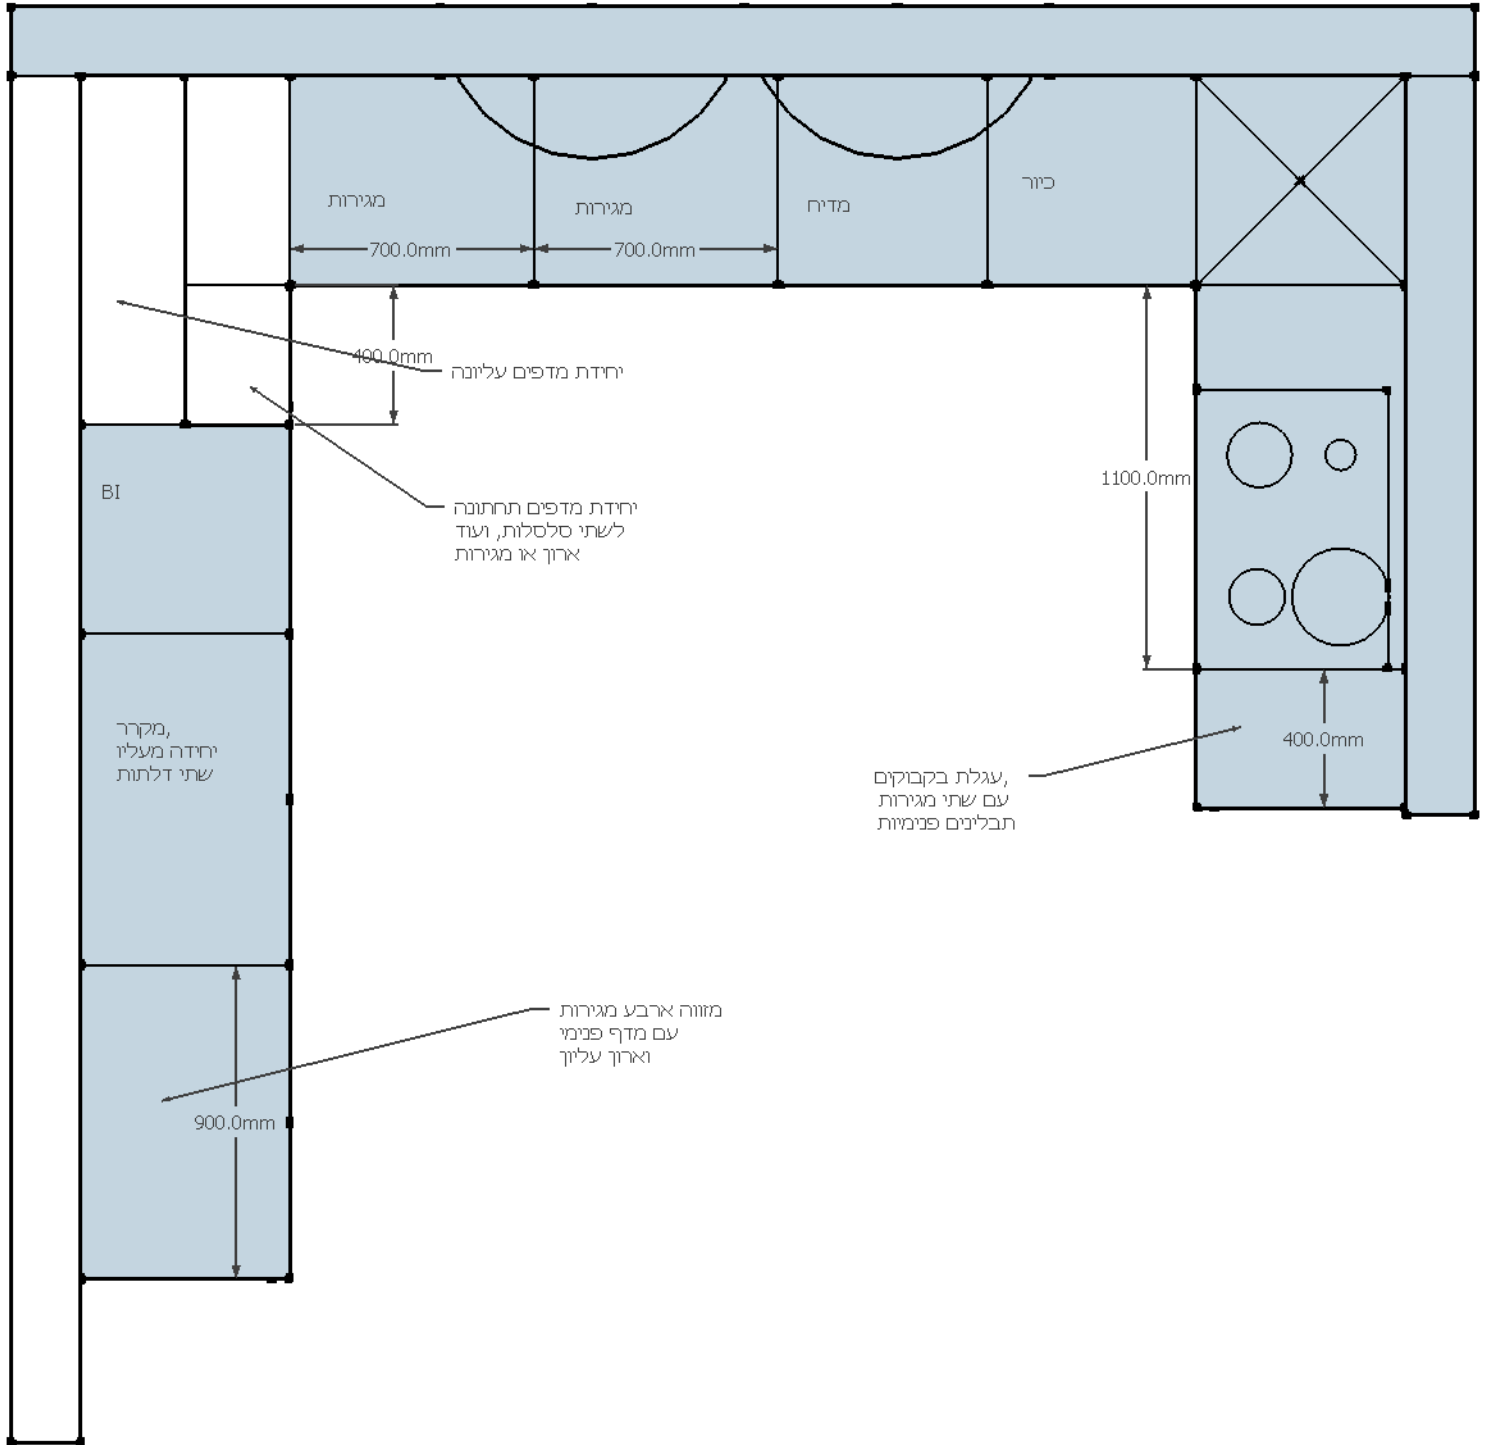 מגירות
מגירות
מדיח
כיור
700.0mm
700.0mm
400.0mm
יחידת מדפים עליונה
BI
יחידת מדפים תחתונה
לשתי סלסלות, ועוד
ארון או מגירות
1100.0mm
מקרר,
יחידה מעליו
שתי דלתות
400.0mm
עגלת בקבוקים,
עם שתי מגירות
תבלינים פנימיות
מזווה ארבע מגירות
עם מדף פנימי
וארון עליון
900.0mm